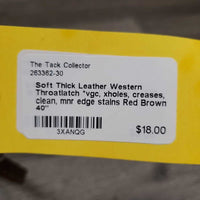 The Tack Collector
263362-30
Soft Thick Leather Western
Throatlatch *vgc, xholes, creases,
clean, mnr edge stains Red Brown
40"
3XANQG
$18.00